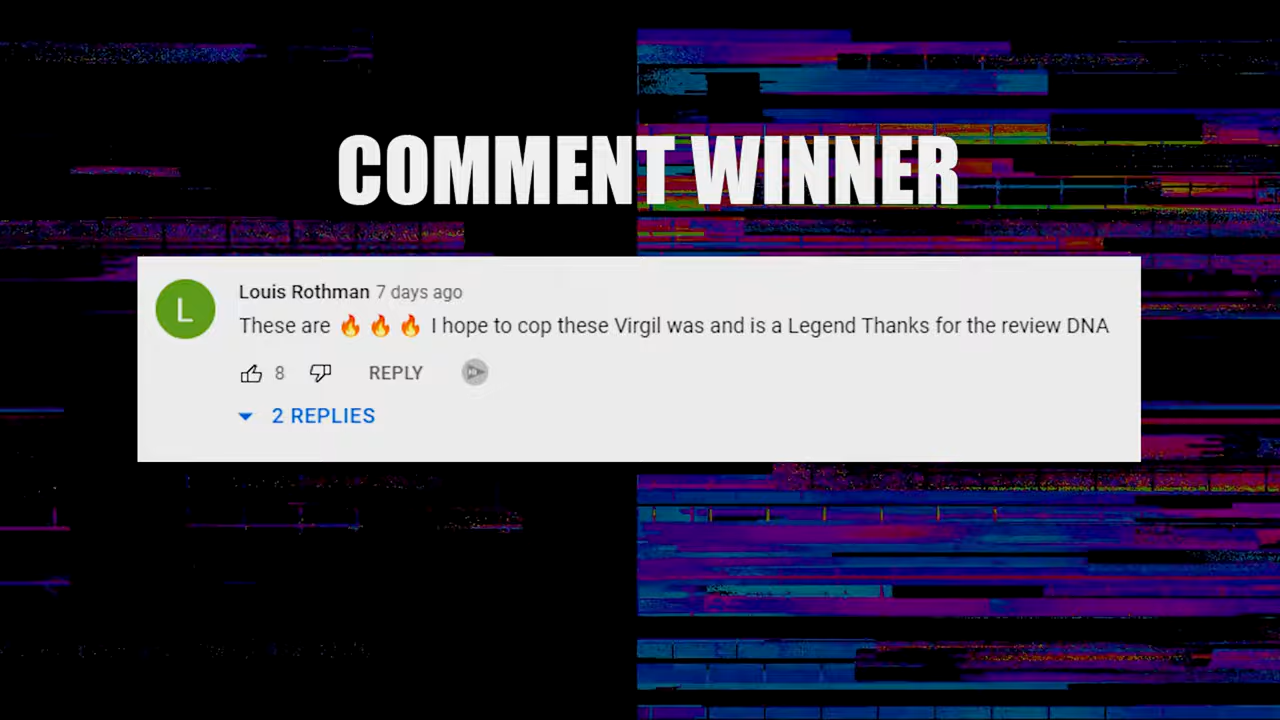 COMMENT WINNER
L
Louis Rothman 7 days ago
These are 🔥 🔥 🔥 I hope to cop these Virgil was and is a Legend Thanks for the review DNA
8 REPLY
2 REPLIES